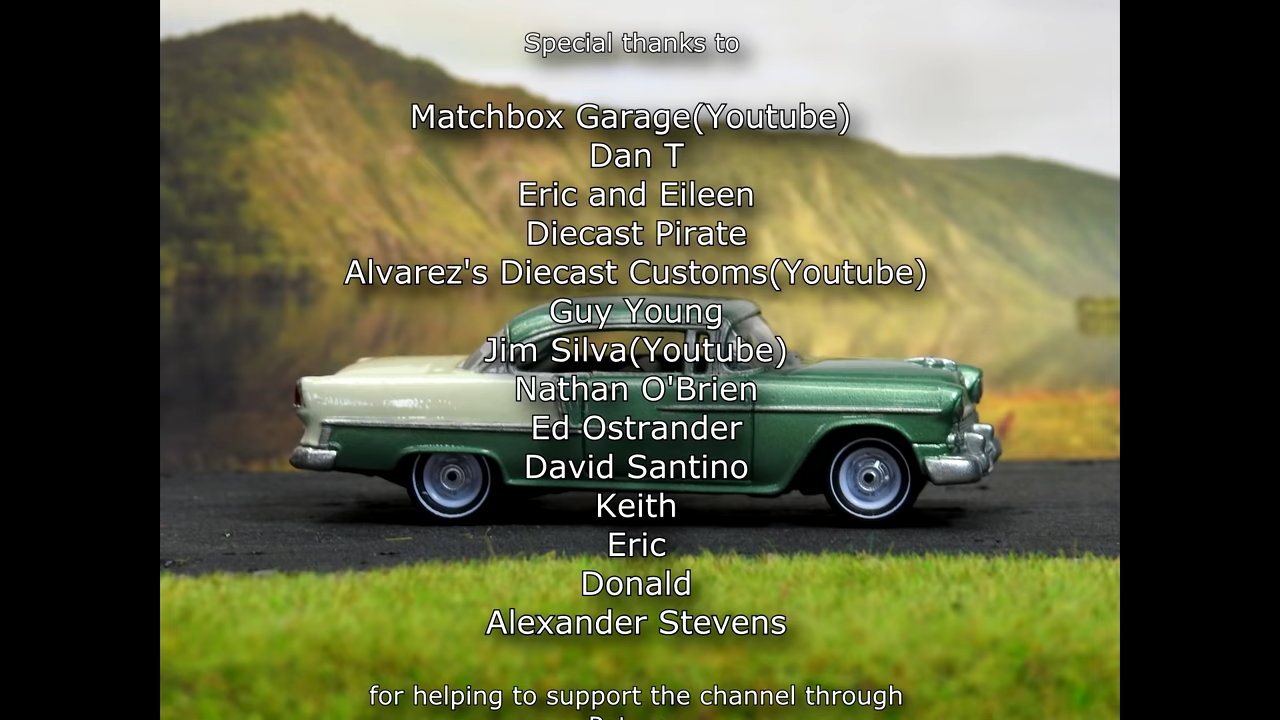 Special thanks to
Matchbox Garage(Youtube)
Dan T
Eric and Eileen
Diecast Pirate
Alvarez's Diecast Customs(Youtube)
Guy Young
Jim Silva(Youtube)
Nathan O'Brien
Ed Ostrander
David Santino
Keith
Eric
Donald
Alexander Stevens
for helping to support the channel through